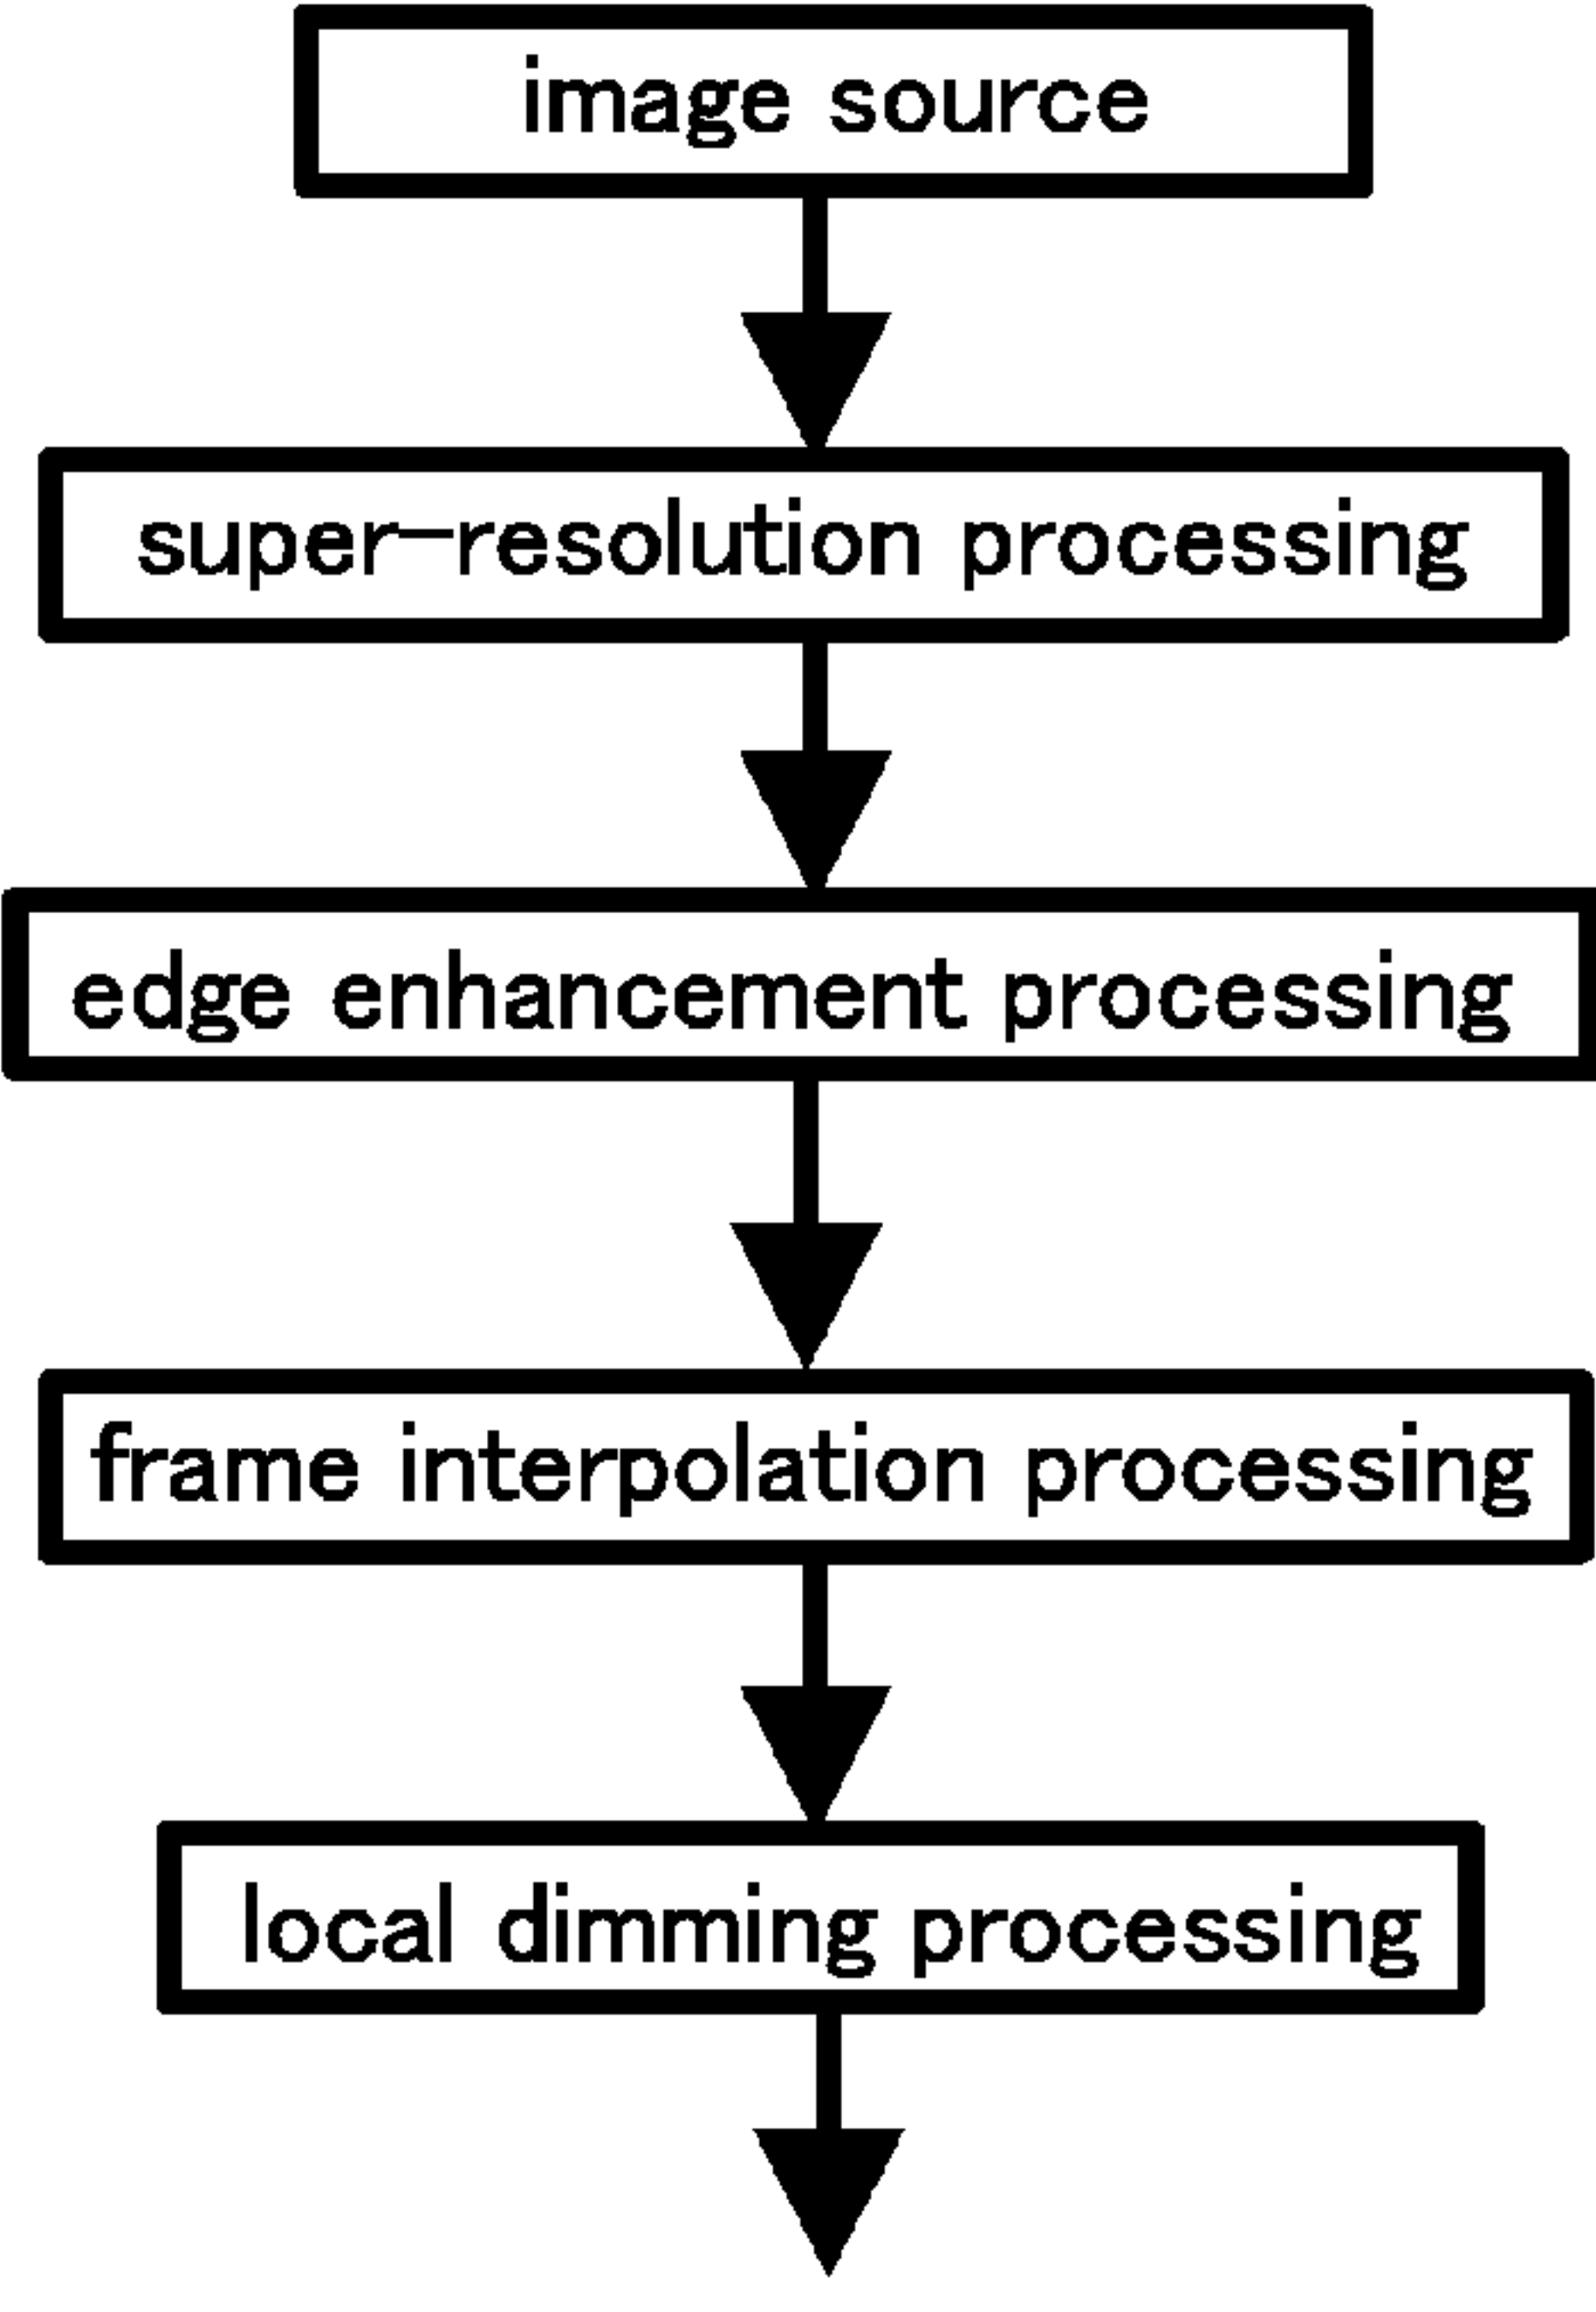 image source
super-resolution processing
edge enhancement processing
frame interpolation processing
local dimming processing